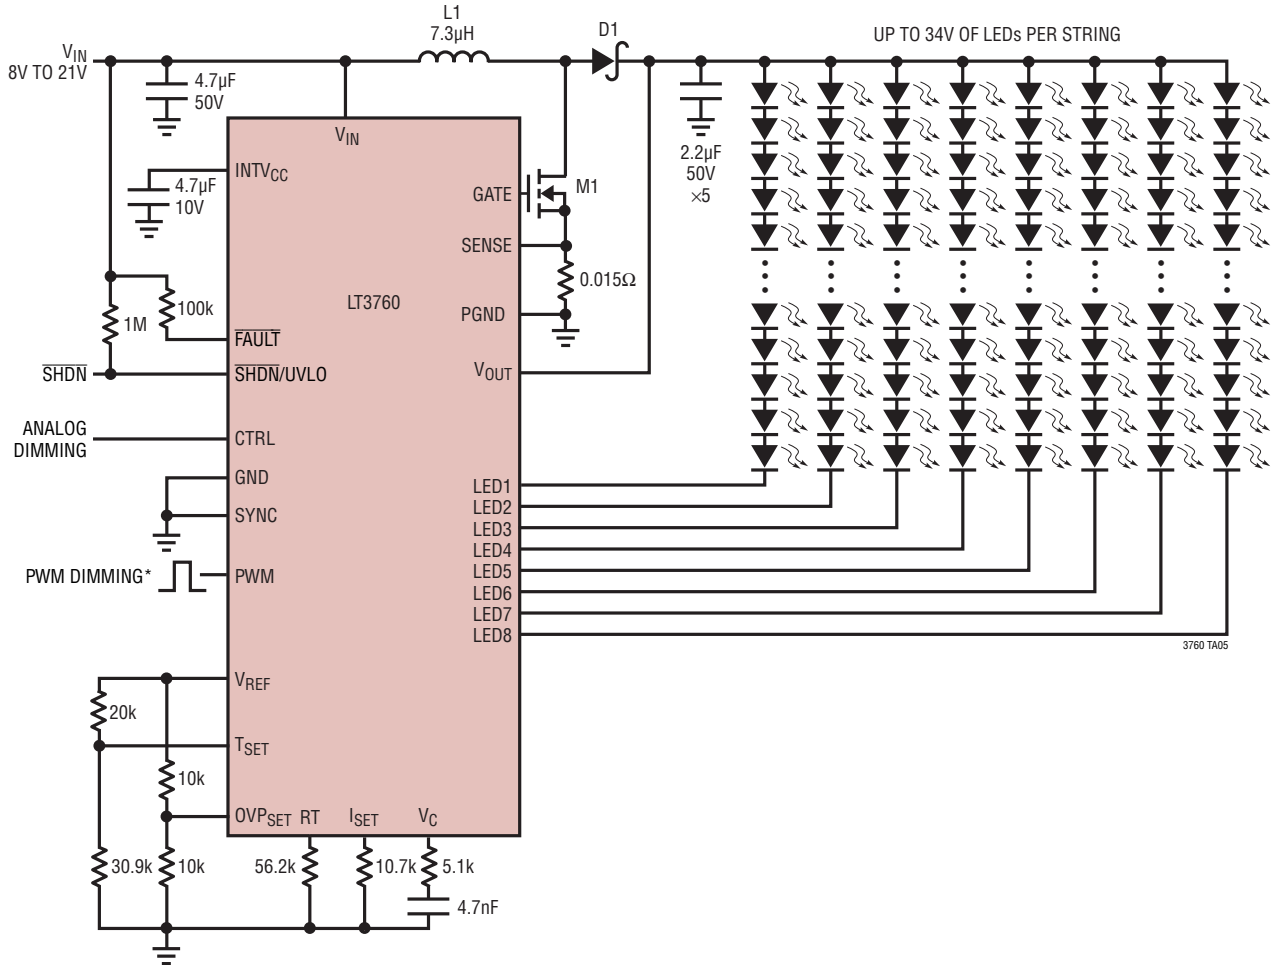 L1
7.3µH
D1
UP TO 34V OF LEDs PER STRING
VIN
8V TO 21V
4.7µF
50V
VIN
2.2µF
50V
×5
INTVCC
4.7µF
10V
GATE
M1
SENSE
0.015Ω
LT3760
100k
1M
PGND
FAULT
SHDN
SHDN/UVLO
VOUT
ANALOG
DIMMING
CTRL
GND
SYNC
PWM DIMMING*
PWM
LED1
LED2
LED3
LED4
LED5
LED6
LED7
LED8
3760 TA05
VREF
20k
TSET
10k
OVPSET
RT
ISET
VC
30.9k
10k
56.2k
10.7k
5.1k
4.7nF